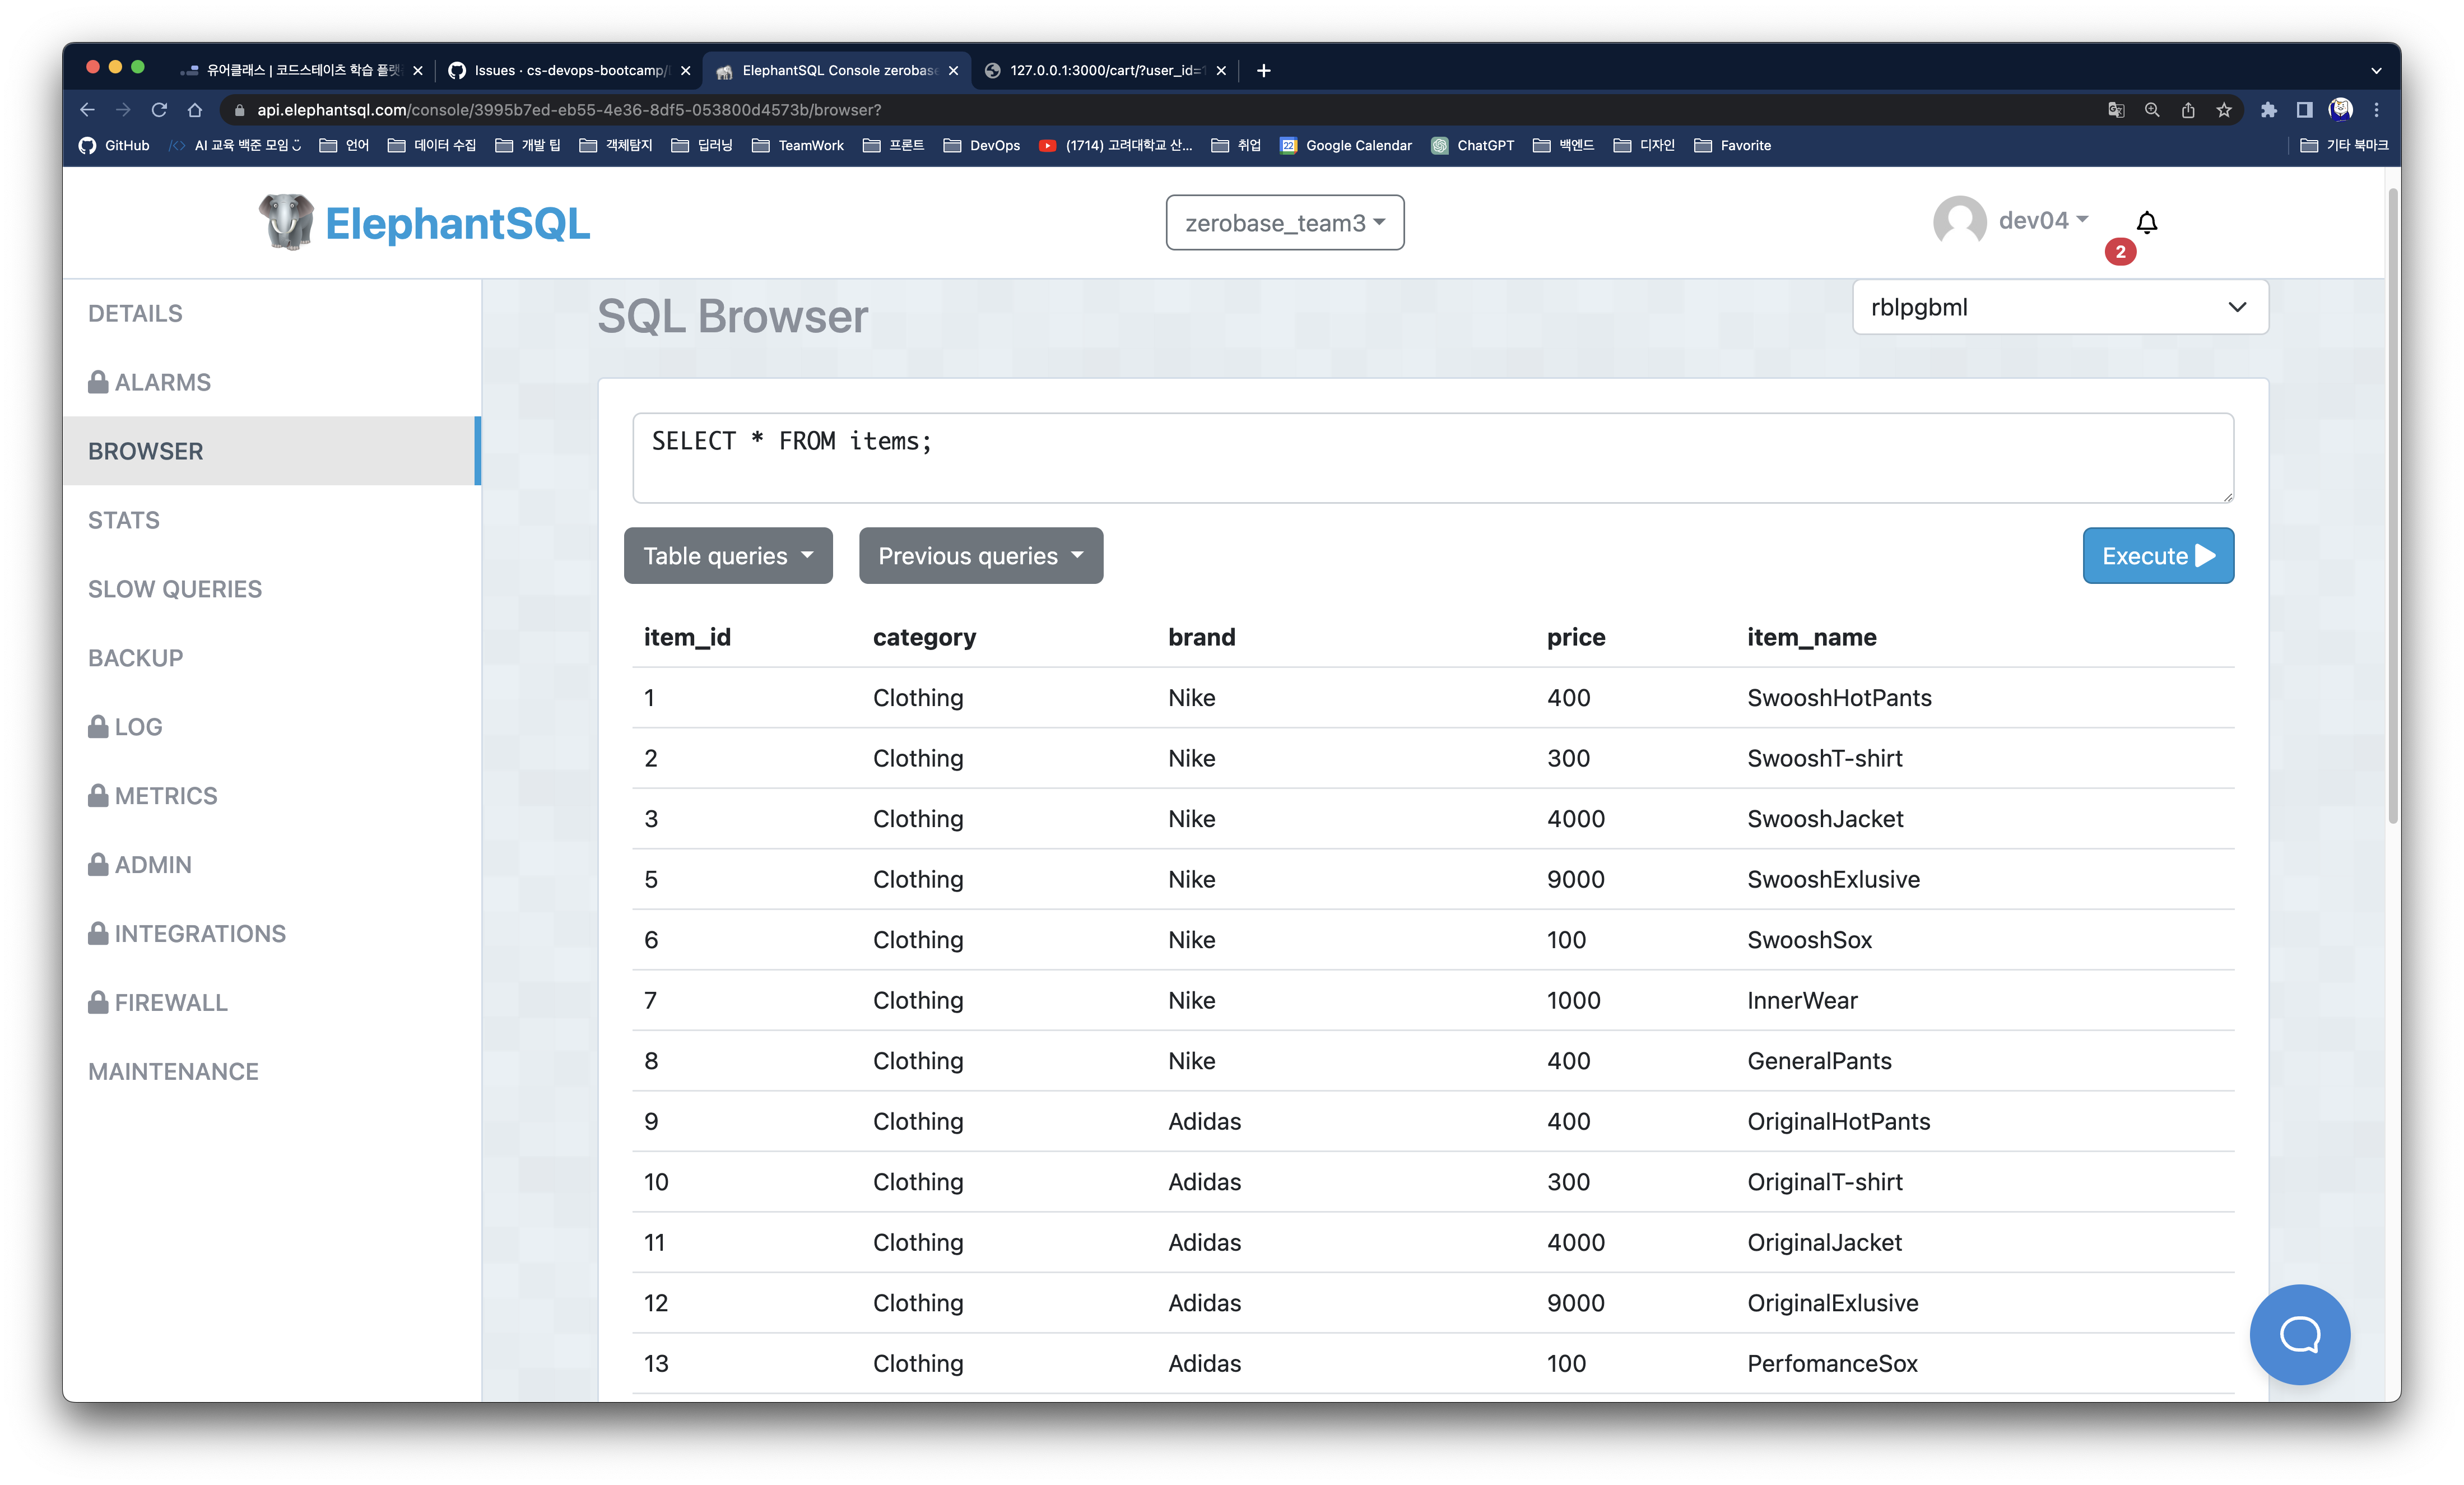 유어클래스 | 코드스테이츠 학습 플랫
Issues · cs-devops-bootcamp/
ElephantSQL Console zerobase
127.0.0.1:3000/cart/?user_id=1
api.elephantsql.com/console/3995b7ed-eb55-4e36-8df5-053800d4573b/browser?
GitHub AI 교육 백준 모임 언어 데이터 수집 개발 팁 객체탐지 딥러닝 TeamWork 프론트 DevOps (1714) 고려대학교 산... 취업 22 Google Calendar ChatGPT 백엔드 디자인 Favorite 기타 북마크
ElephantSQL
zerobase_team3
dev04
2
DETAILS
ALARMS
BROWSER
STATS
SLOW QUERIES
BACKUP
LOG
METRICS
ADMIN
INTEGRATIONS
FIREWALL
MAINTENANCE
SQL Browser
rblpgbml
SELECT * FROM items;
Table queries
Previous queries
Execute
item_id category brand price item_name
1 Clothing Nike 400 SwooshHotPants
2 Clothing Nike 300 SwooshT-shirt
3 Clothing Nike 4000 SwooshJacket
5 Clothing Nike 9000 SwooshExlusive
6 Clothing Nike 100 SwooshSox
7 Clothing Nike 1000 InnerWear
8 Clothing Nike 400 GeneralPants
9 Clothing Adidas 400 OriginalHotPants
10 Clothing Adidas 300 OriginalT-shirt
11 Clothing Adidas 4000 OriginalJacket
12 Clothing Adidas 9000 OriginalExlusive
13 Clothing Adidas 100 PerfomanceSox